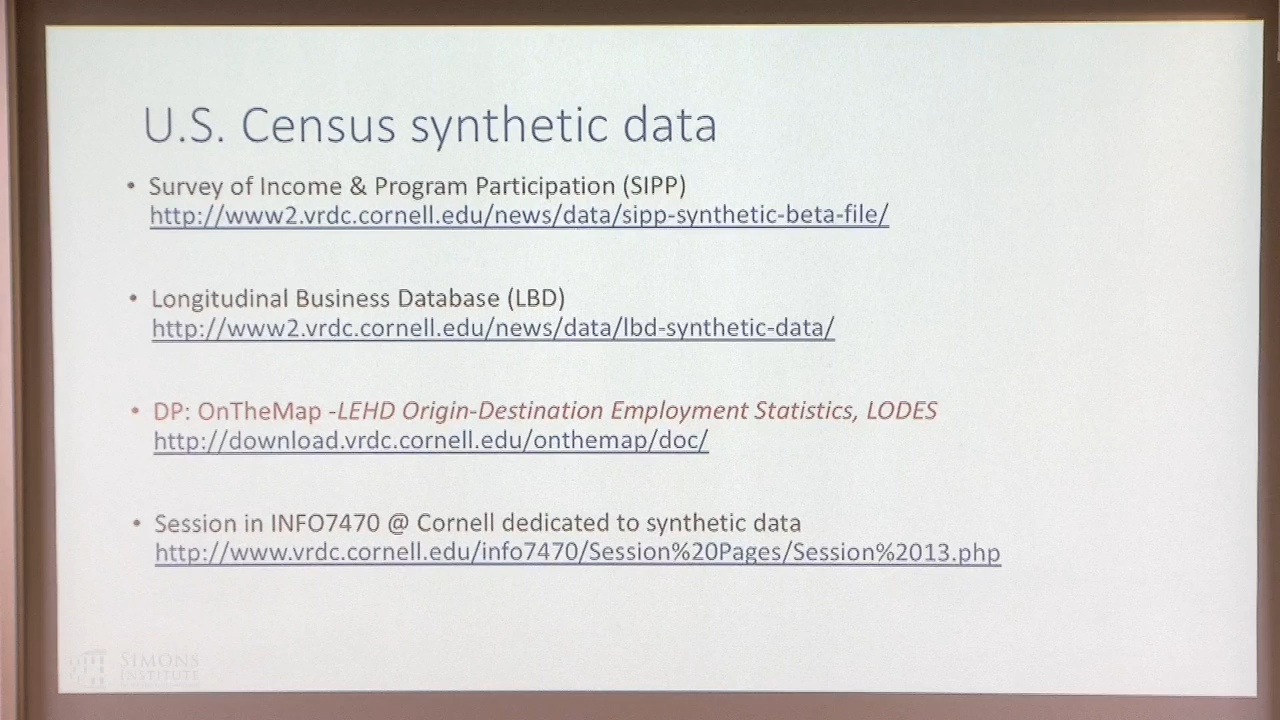 U.S. Census synthetic data
• Survey of Income & Program Participation (SIPP)
http://www2.vrdc.cornell.edu/news/data/sipp-synthetic-beta-file/
• Longitudinal Business Database (LBD)
http://www2.vrdc.cornell.edu/news/data/lbd-synthetic-data/
• DP: OnTheMap -LEHD Origin-Destination Employment Statistics, LODES
http://download.vrdc.cornell.edu/onthemap/doc/
• Session in INFO7470 @ Cornell dedicated to synthetic data
http://www.vrdc.cornell.edu/info7470/Session%20Pages/Session%2013.php
SIMONS
INSTITUTE